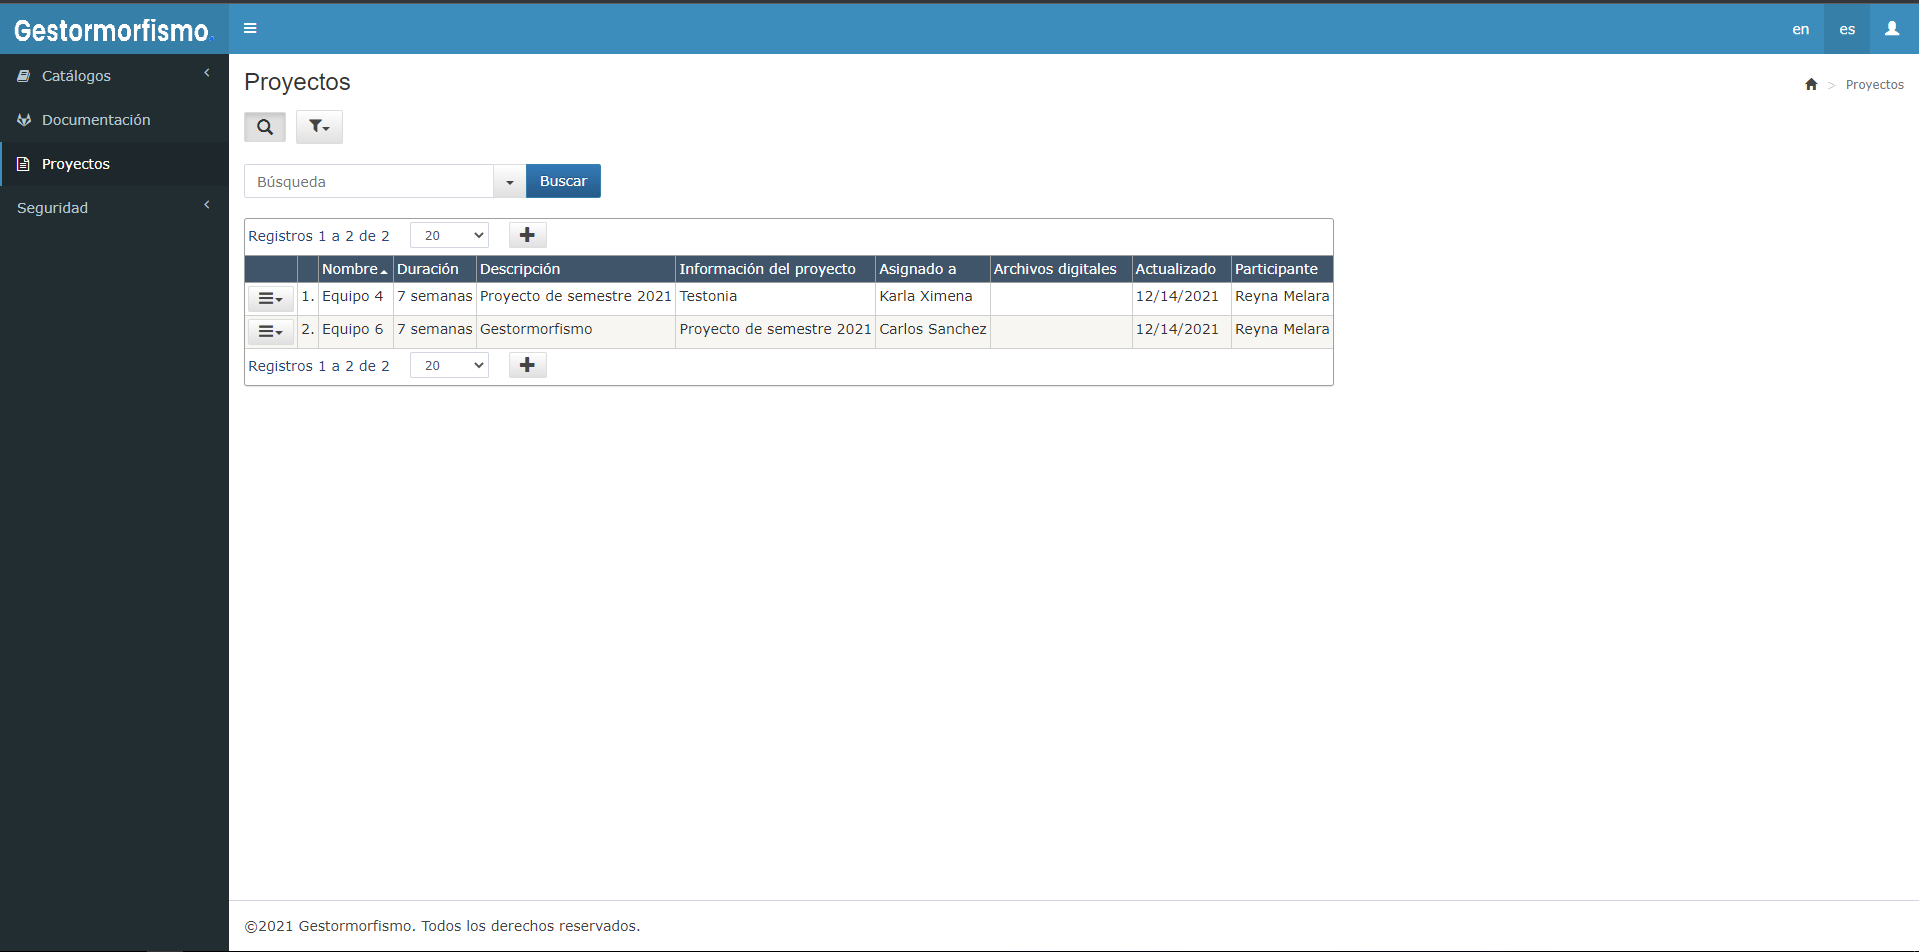 Gestormorfismo.
en es
Catálogos
Documentación
Proyectos
Seguridad
Proyectos
> Proyectos
Búsqueda Buscar
Registros 1 a 2 de 2 20
Nombre Duración Descripción Información del proyecto Asignado a Archivos digitales Actualizado Participante
1. Equipo 4 7 semanas Proyecto de semestre 2021 Testonia Karla Ximena 12/14/2021 Reyna Melara
2. Equipo 6 7 semanas Gestormorfismo Proyecto de semestre 2021 Carlos Sanchez 12/14/2021 Reyna Melara
Registros 1 a 2 de 2 20
©2021 Gestormorfismo. Todos los derechos reservados.